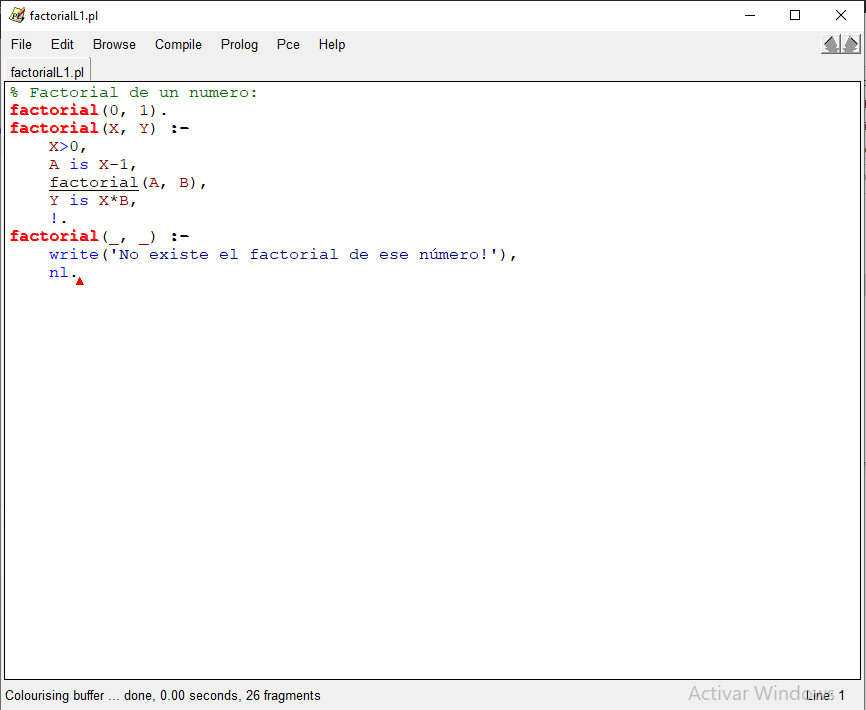 factorialL1.pl
File Edit Browse Compile Prolog Pce Help
factorialL1.pl
% Factorial de un numero:
factorial(0, 1).
factorial(X, Y) :-
    X>0,
    A is X-1,
    factorial(A, B),
    Y is X*B,
    !.
factorial(_, _) :-
    write('No existe el factorial de ese número!'),
    nl.
Colourising buffer ... done, 0.00 seconds, 26 fragments
Activar Windows
Line: 1